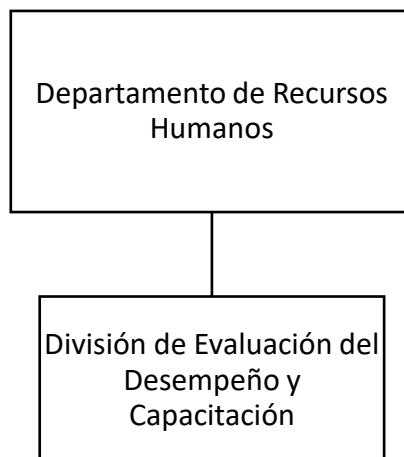 Departamento de Recursos
Humanos
División de Evaluación del
Desempeño y
Capacitación